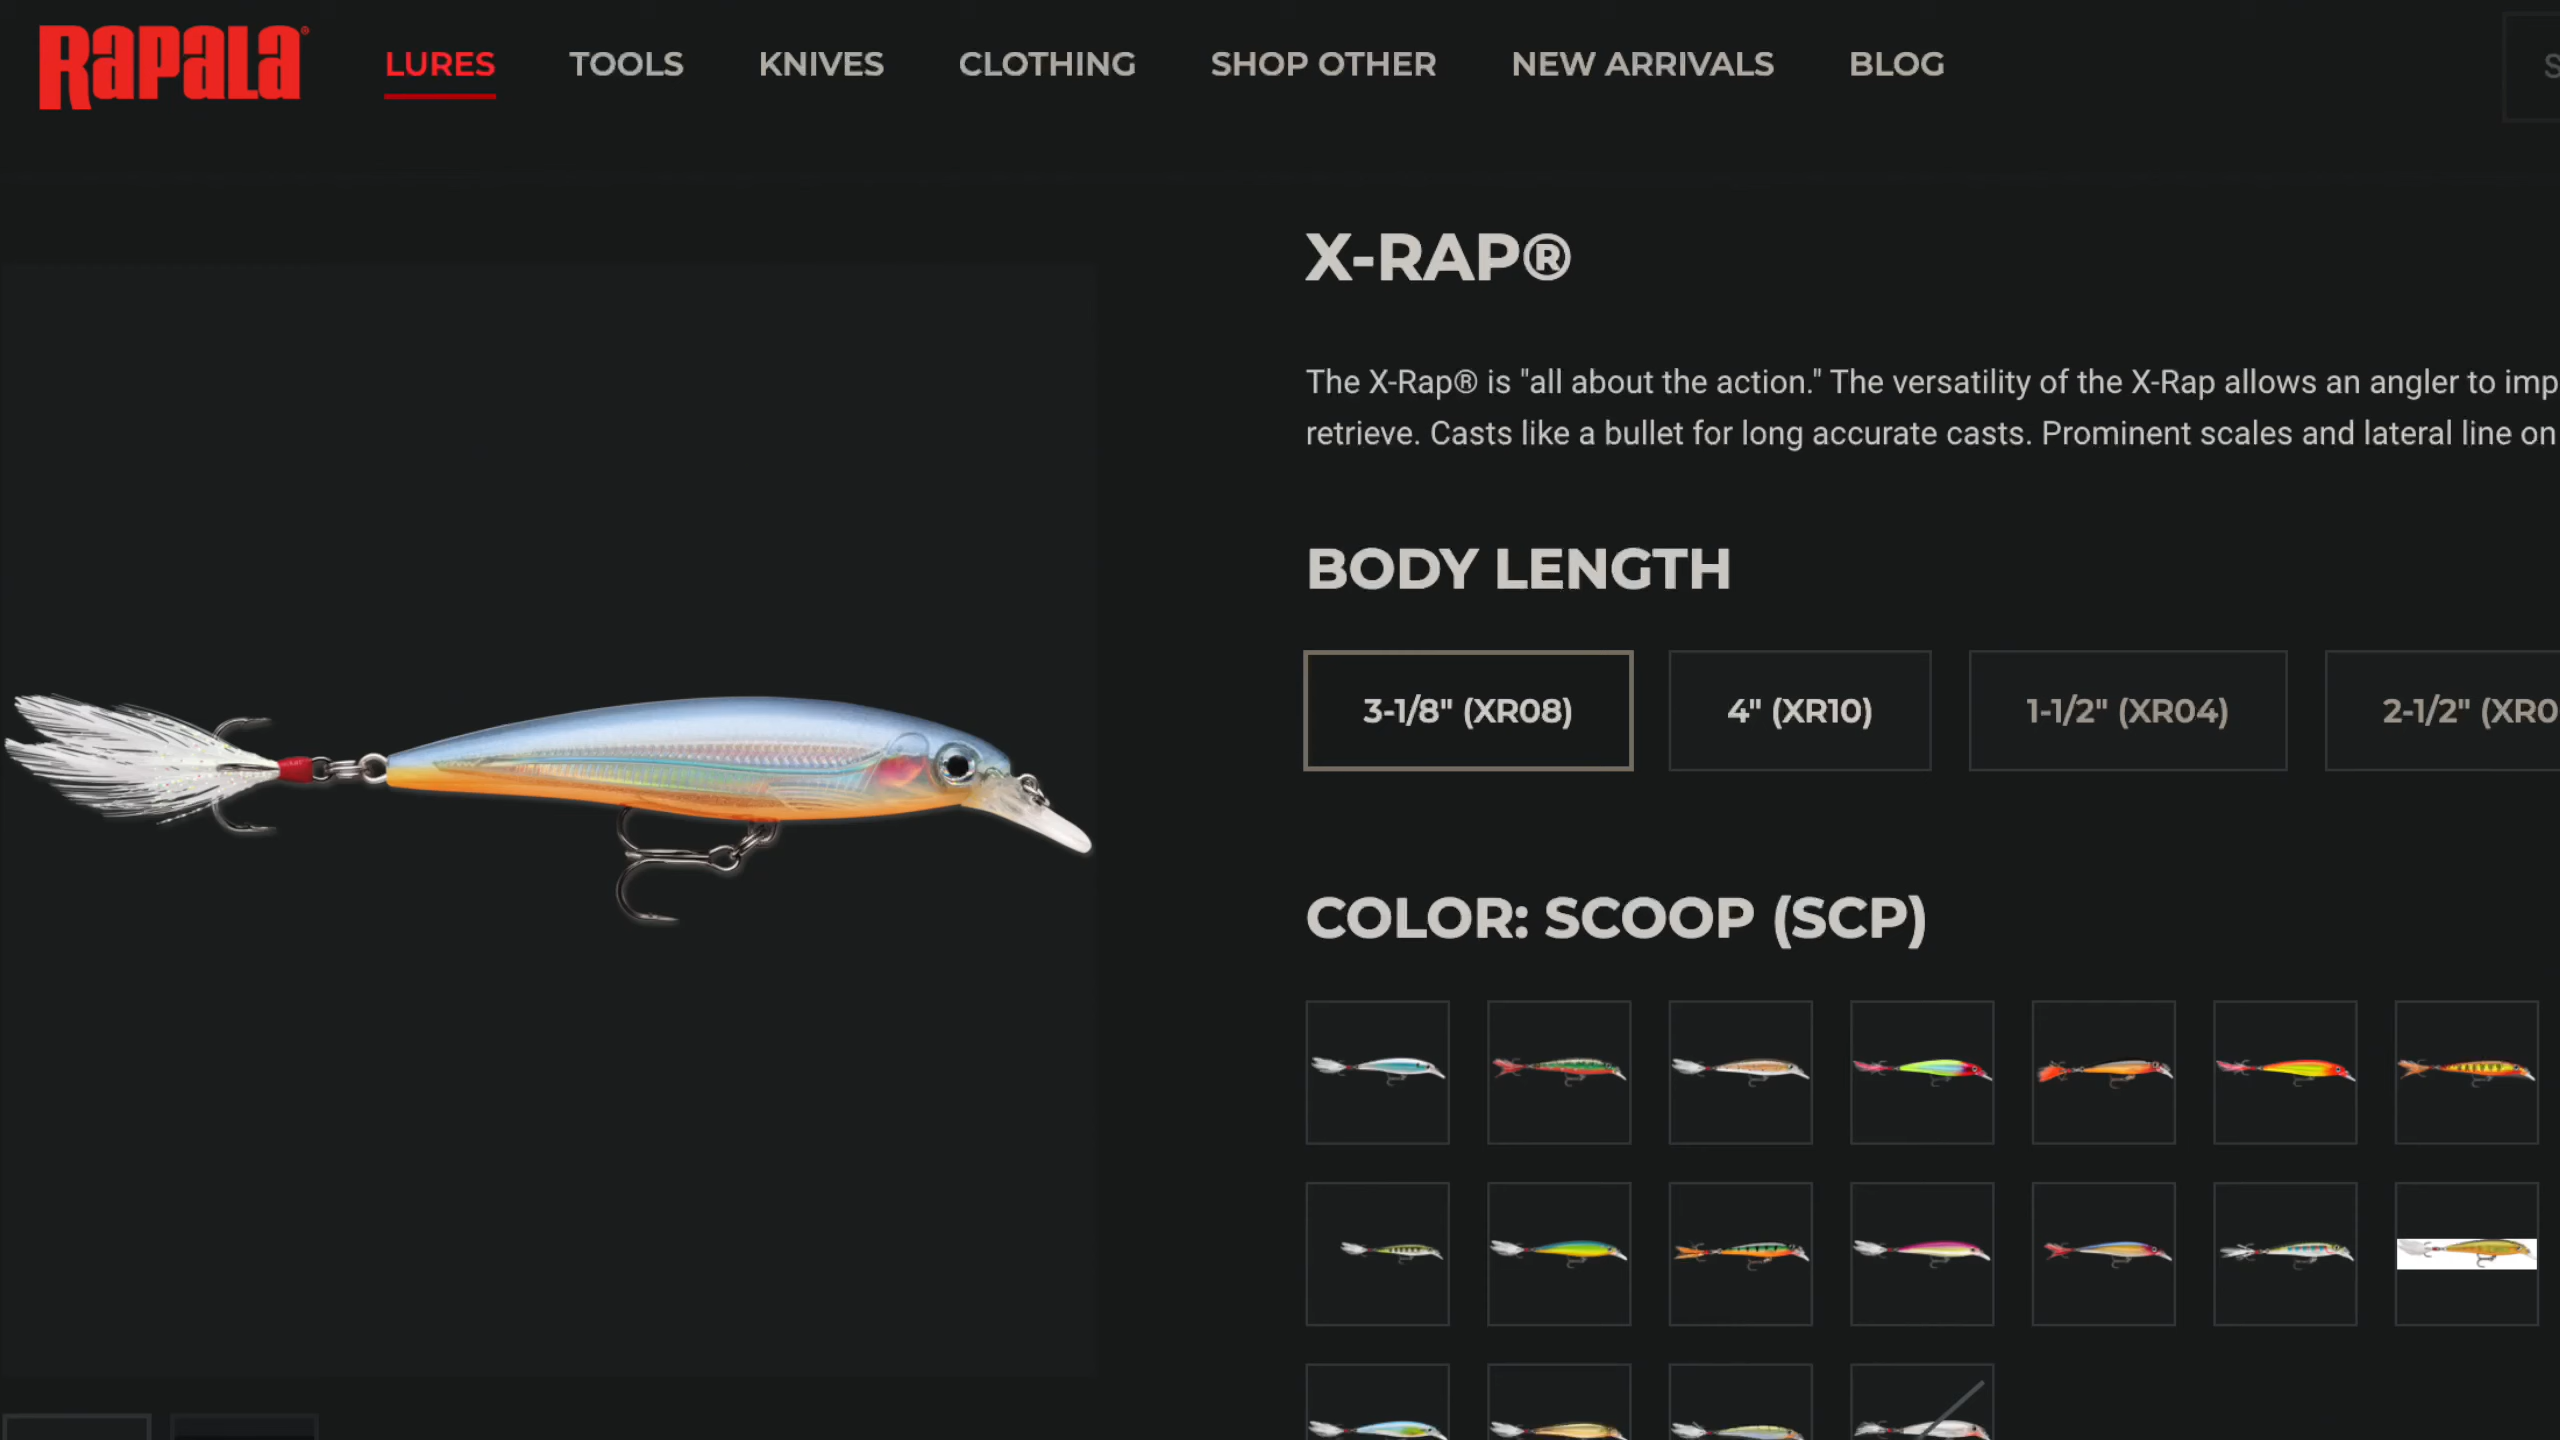 Rapala®
LURES
TOOLS
KNIVES
CLOTHING
SHOP OTHER
NEW ARRIVALS
BLOG
X-RAP®
The X-Rap® is "all about the action." The versatility of the X-Rap allows an angler to imp
retrieve. Casts like a bullet for long accurate casts. Prominent scales and lateral line on
BODY LENGTH
3-1/8" (XR08)
4" (XR10)
1-1/2" (XR04)
2-1/2" (XR0
COLOR: SCOOP (SCP)